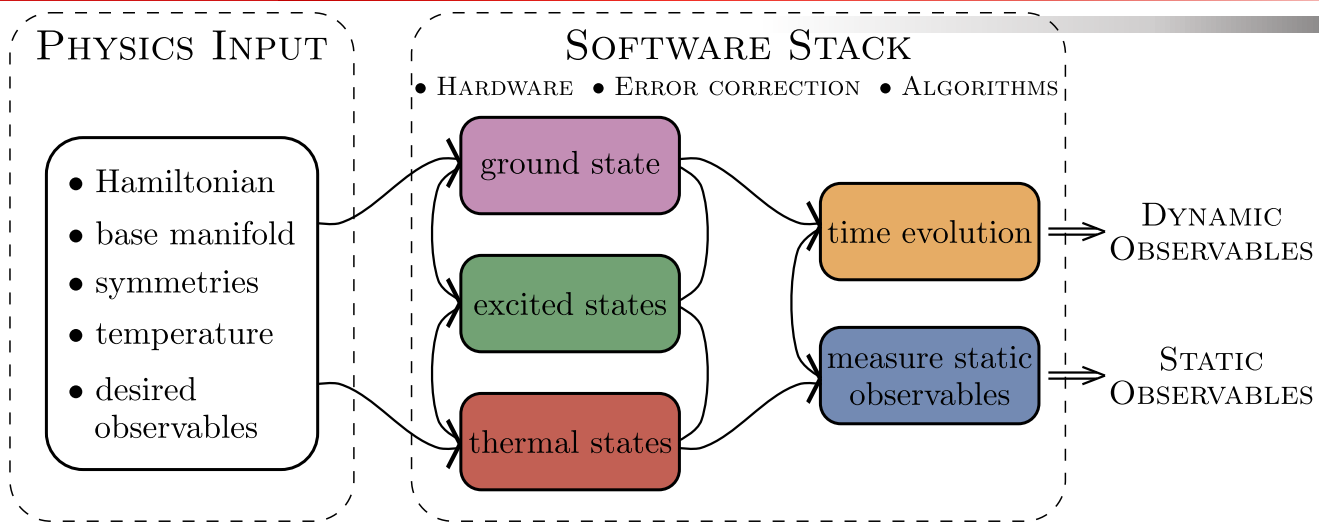 Physics Input
• Hamiltonian
• base manifold
• symmetries
• temperature
• desired
observables
Software Stack
• Hardware • Error correction • Algorithms
ground state
excited states
thermal states
time evolution
measure static
observables
Dynamic
Observables
Static
Observables